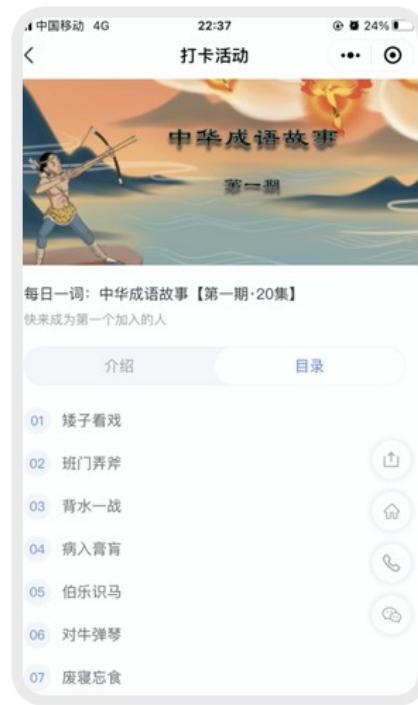 中国移动 4G 22:37 24%
打卡活动
中华成语故事
第一期
每日一词：中华成语故事【第一期·20集】
快来成为第一个加入的人
介绍 目录
01 矮子看戏
02 班门弄斧
03 背水一战
04 病入膏肓
05 伯乐识马
06 对牛弹琴
07 废寝忘食